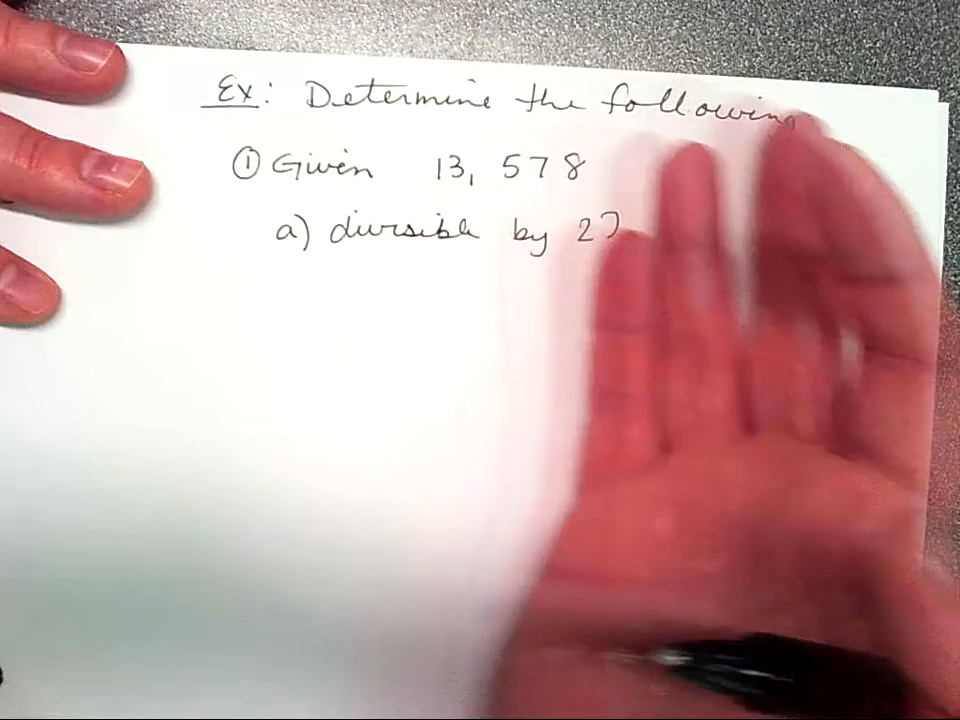 Ex: Determine the following
① Given 13, 578
a) divisible by 2?